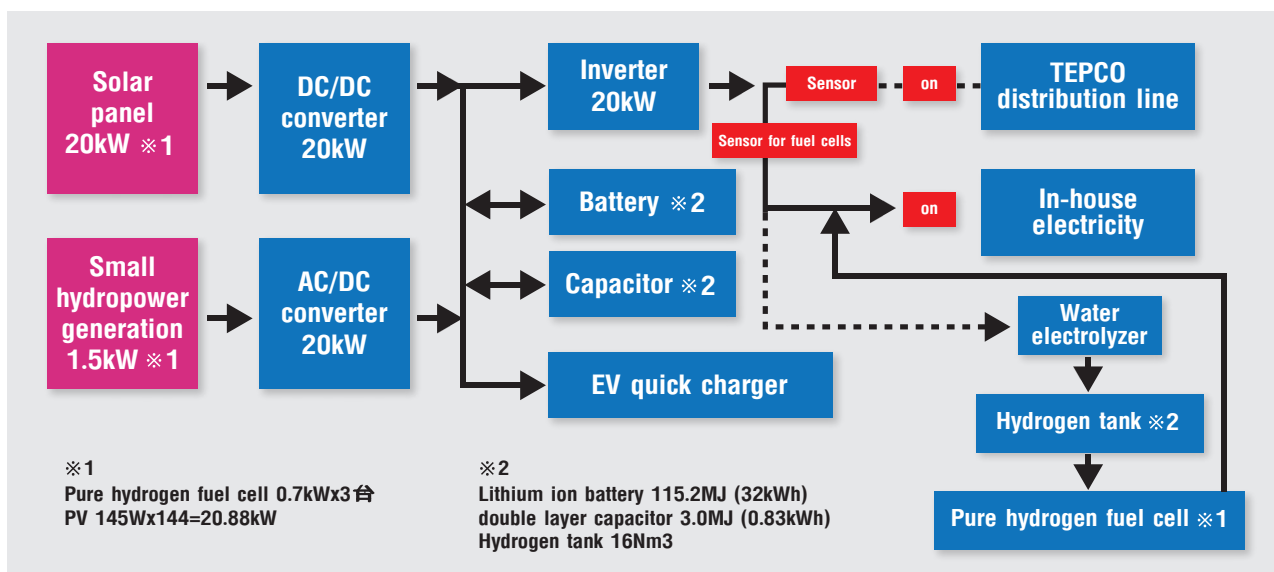 Solar
panel
20kW ※1
DC/DC
converter
20kW
Inverter
20kW
Sensor
on
TEPCO
distribution line
Sensor for fuel cells
Battery ※2
on
In-house
electricity
Small
hydropower
generation
1.5kW ※1
AC/DC
converter
20kW
Capacitor ※2
Water
electrolyzer
EV quick charger
Hydrogen tank ※2
Pure hydrogen fuel cell ※1
※1
Pure hydrogen fuel cell 0.7kWx3台
PV 145Wx144=20.88kW
※2
Lithium ion battery 115.2MJ (32kWh)
double layer capacitor 3.0MJ (0.83kWh)
Hydrogen tank 16Nm3